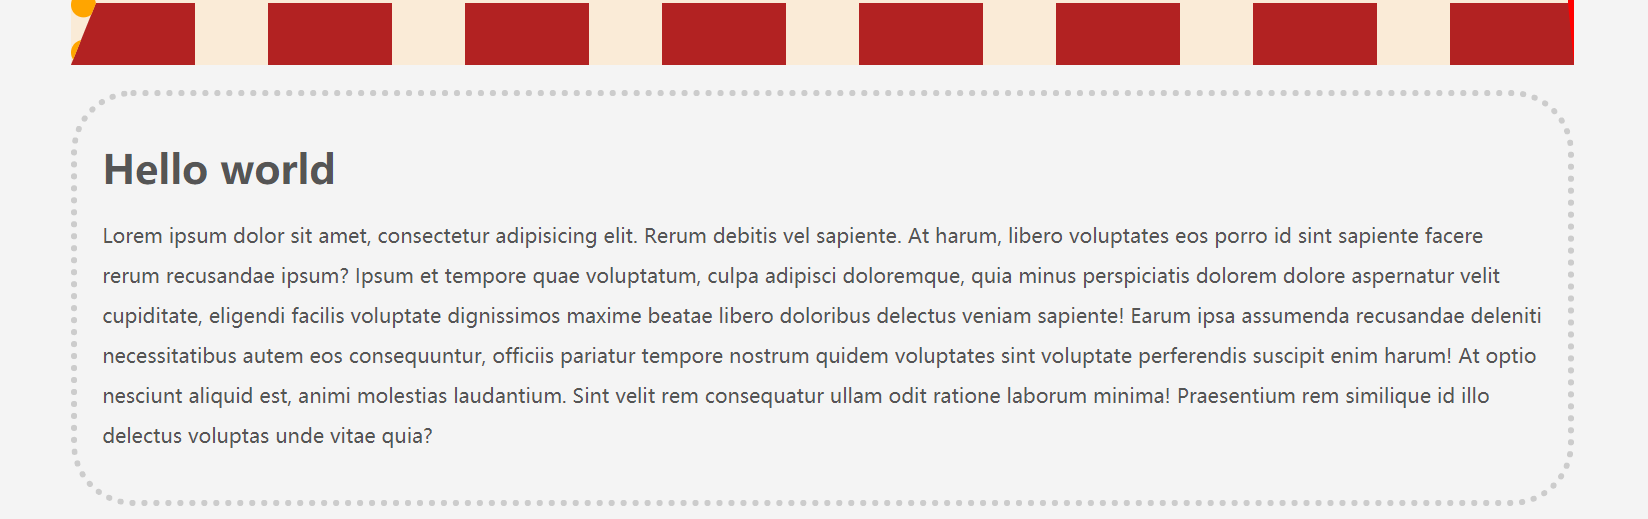 Hello world
Lorem ipsum dolor sit amet, consectetur adipisicing elit. Rerum debitis vel sapiente. At harum, libero voluptates eos porro id sint sapiente facere
rerum recusandae ipsum? Ipsum et tempore quae voluptatum, culpa adipisci doloremque, quia minus perspiciatis dolorem dolore aspernatur velit
cupiditate, eligendi facilis voluptate dignissimos maxime beatae libero doloribus delectus veniam sapiente! Earum ipsa assumenda recusandae deleniti
necessitatibus autem eos consequuntur, officiis pariatur tempore nostrum quidem voluptates sint voluptate perferendis suscipit enim harum! At optio
nesciunt aliquid est, animi molestias laudantium. Sint velit rem consequatur ullam odit ratione laborum minima! Praesentium rem similique id illo
delectus voluptas unde vitae quia?